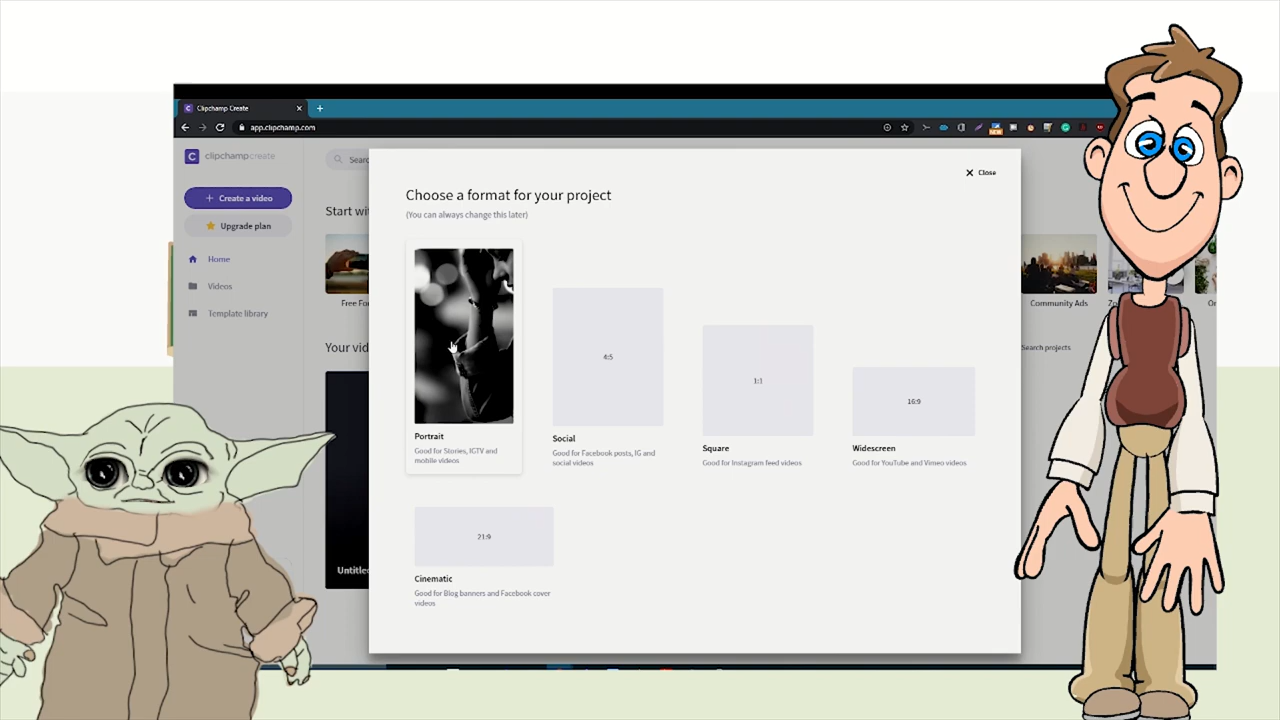 Clipchamp Create
app.clipchamp.com
clipchamp create
Create a video
Upgrade plan
Home
Videos
Template library
Searc
Start wit
Free Fo
Your vid
Untitle
Close
Choose a format for your project
(You can always change this later)
Portrait
Good for Stories, IGTV and
mobile videos
4:5
Social
Good for Facebook posts, IG and
social videos
1:1
Square
Good for Instagram feed videos
16:9
Widescreen
Good for YouTube and Vimeo videos
21:9
Cinematic
Good for Blog banners and Facebook cover
videos
Community Ads
Search projects